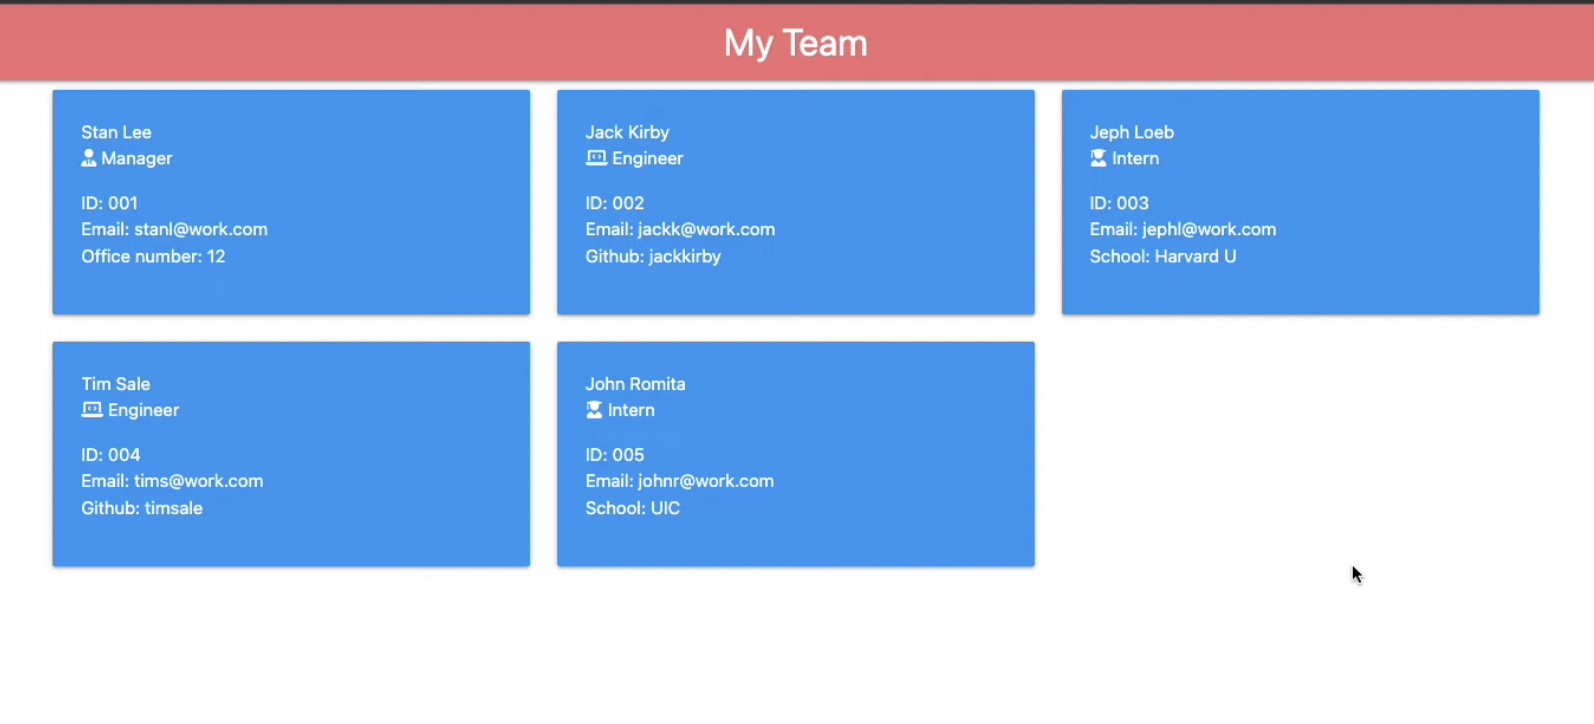 My Team
Stan Lee
Manager
ID: 001
Email: stanl@work.com
Office number: 12
Jack Kirby
Engineer
ID: 002
Email: jackk@work.com
Github: jackkirby
Jeph Loeb
Intern
ID: 003
Email: jephl@work.com
School: Harvard U
Tim Sale
Engineer
ID: 004
Email: tims@work.com
Github: timsale
John Romita
Intern
ID: 005
Email: johnr@work.com
School: UIC